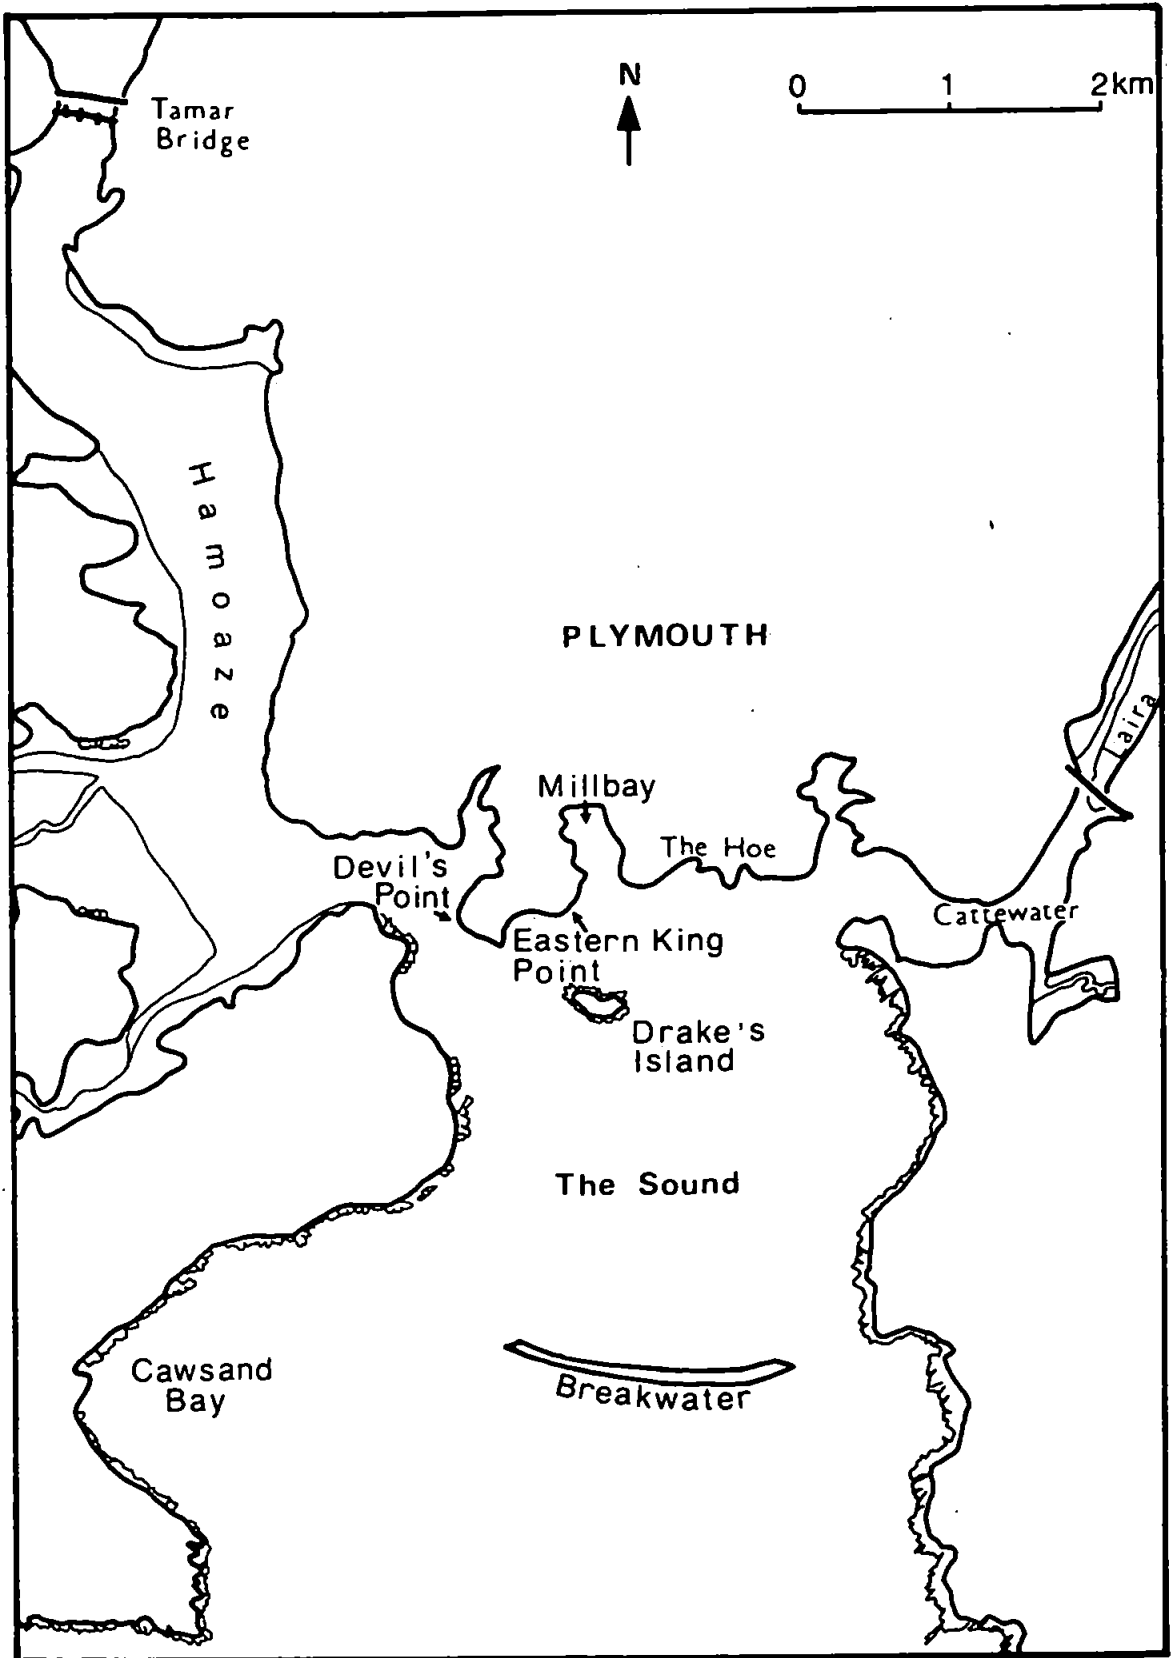 N
0 1 2km
Tamar
Bridge
Hamoaze
PLYMOUTH
Laira
Millbay
The Hoe
Devil's
Point
Cattewater
Eastern King
Point
Drake's
Island
The Sound
Cawsand
Bay
Breakwater